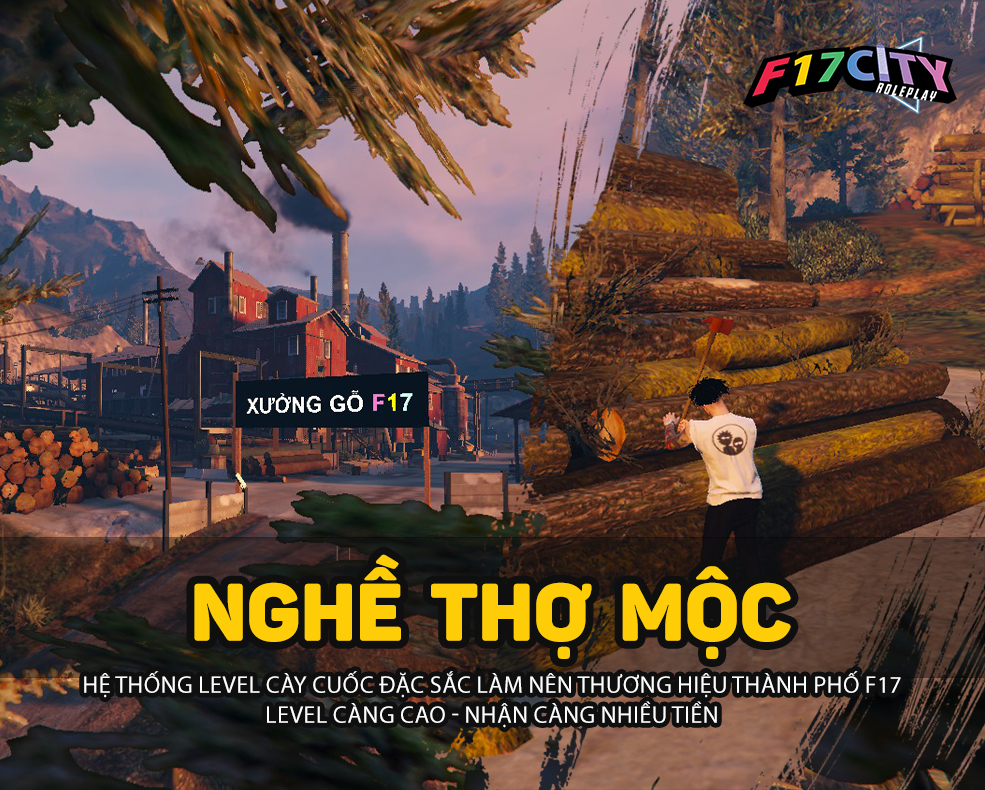 F17CITY
ROLEPLAY
XƯỞNG GỖ F17
NGHỀ THỢ MỘC
HỆ THỐNG LEVEL CÀY CUỐC ĐẶC SẮC LÀM NÊN THƯƠNG HIỆU THÀNH PHỐ F17
LEVEL CÀNG CAO - NHẬN CÀNG NHIỀU TIỀN